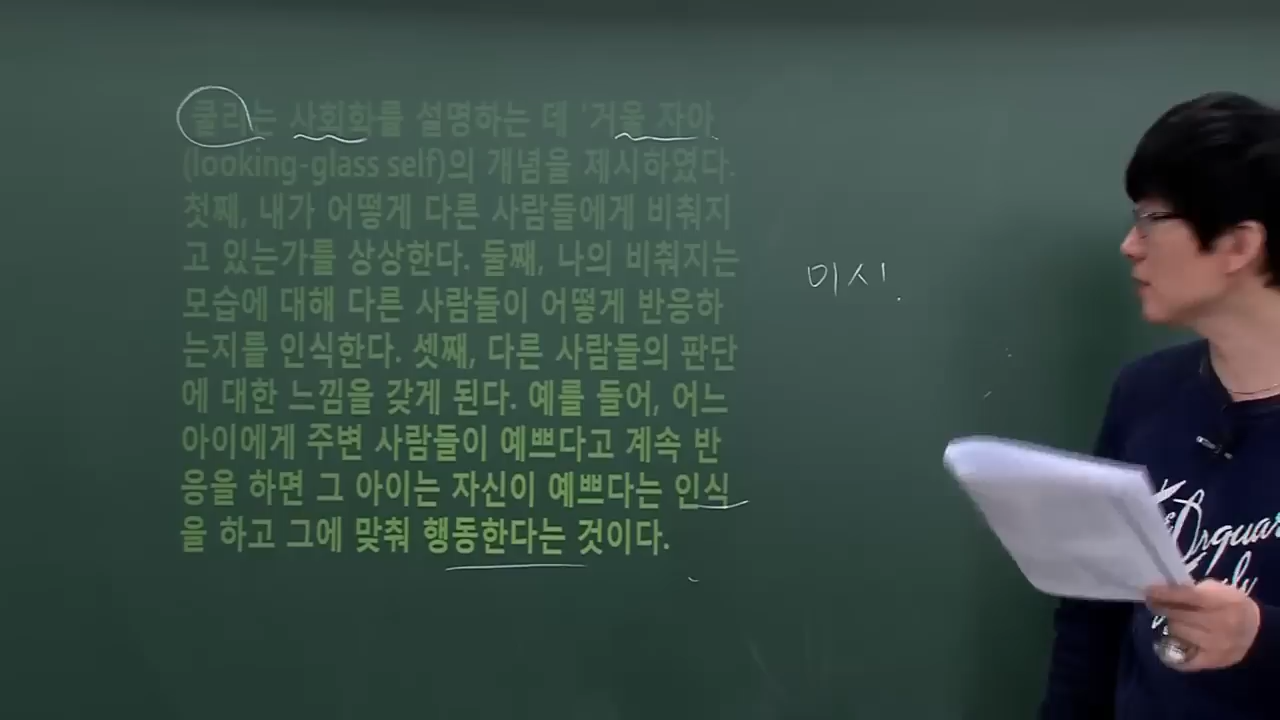 쿨리는 사회화를 설명하는 데 '거울 자아
(looking-glass self)의 개념을 제시하였다.
첫째, 내가 어떻게 다른 사람들에게 비춰지
고 있는가를 상상한다. 둘째, 나의 비춰지는
모습에 대해 다른 사람들이 어떻게 반응하
는지를 인식한다. 셋째, 다른 사람들의 판단
에 대한 느낌을 갖게 된다. 예를 들어, 어느
아이에게 주변 사람들이 예쁘다고 계속 반
응을 하면 그 아이는 자신이 예쁘다는 인식
을 하고 그에 맞춰 행동한다는 것이다.
미시!